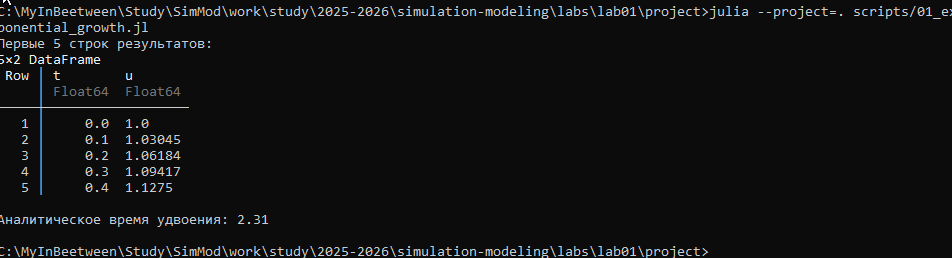 C:\MyInBeetween\Study\SimMod\work\study\2025-2026\simulation-modeling\labs\lab01\project>julia --project=. scripts/01_ex
ponential_growth.jl
Первые 5 строк результатов:
5×2 DataFrame
Row │ t u
│ Float64 Float64
1 │ 0.0 1.0
2 │ 0.1 1.03045
3 │ 0.2 1.06184
4 │ 0.3 1.09417
5 │ 0.4 1.1275
Аналитическое время удвоения: 2.31
C:\MyInBeetween\Study\SimMod\work\study\2025-2026\simulation-modeling\labs\lab01\project>